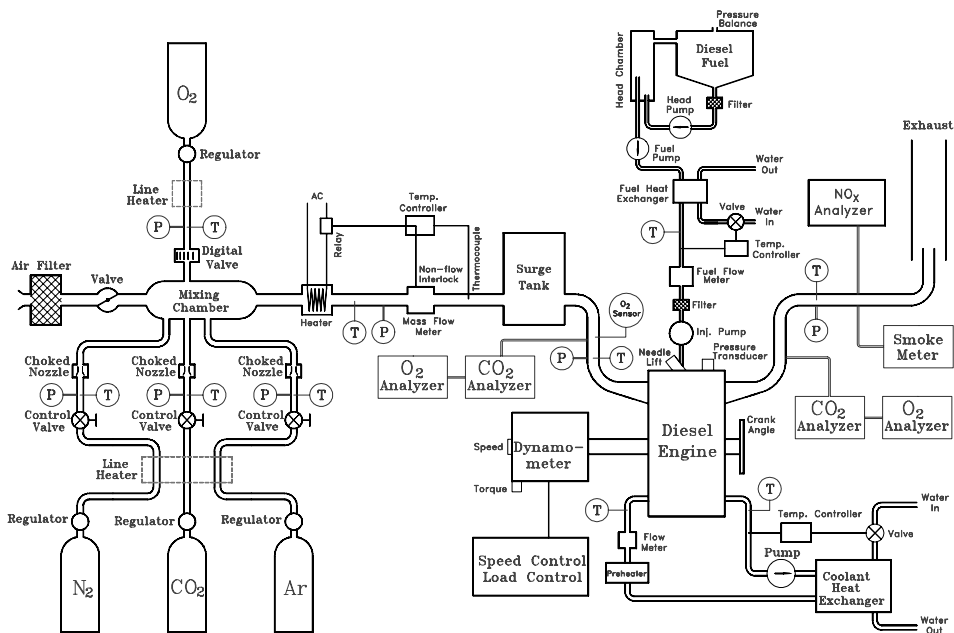 Pressure
Balance
Diesel
Fuel
Head Chamber
Head
Pump
Filter
Fuel
Pump
Water
Out
Fuel Heat
Exchanger
Valve
Water
In
T
Temp.
Controller
Fuel Flow
Meter
Filter
Inj. Pump
Needle
Lift
Pressure
Transducer
Exhaust
NOX
Analyzer
T
P
Smoke
Meter
CO2
Analyzer
O2
Analyzer
O2
Regulator
Line
Heater
P
T
Digital
Valve
Air Filter
Valve
Mixing
Chamber
AC
Relay
Temp.
Controller
Thermocouple
Non-flow
Interlock
Heater
T
P
Mass Flow
Meter
Surge
Tank
O2
Sensor
P
T
O2
Analyzer
CO2
Analyzer
Choked
Nozzle
Choked
Nozzle
Choked
Nozzle
P
T
P
T
P
T
Control
Valve
Control
Valve
Control
Valve
Line
Heater
Regulator
Regulator
Regulator
N2
CO2
Ar
Speed
Dynamo-
meter
Torque
Speed Control
Load Control
Diesel
Engine
Crank
Angle
T
Flow
Meter
Preheater
T
Temp. Controller
Pump
Water
In
Valve
Coolant
Heat
Exchanger
Water
Out